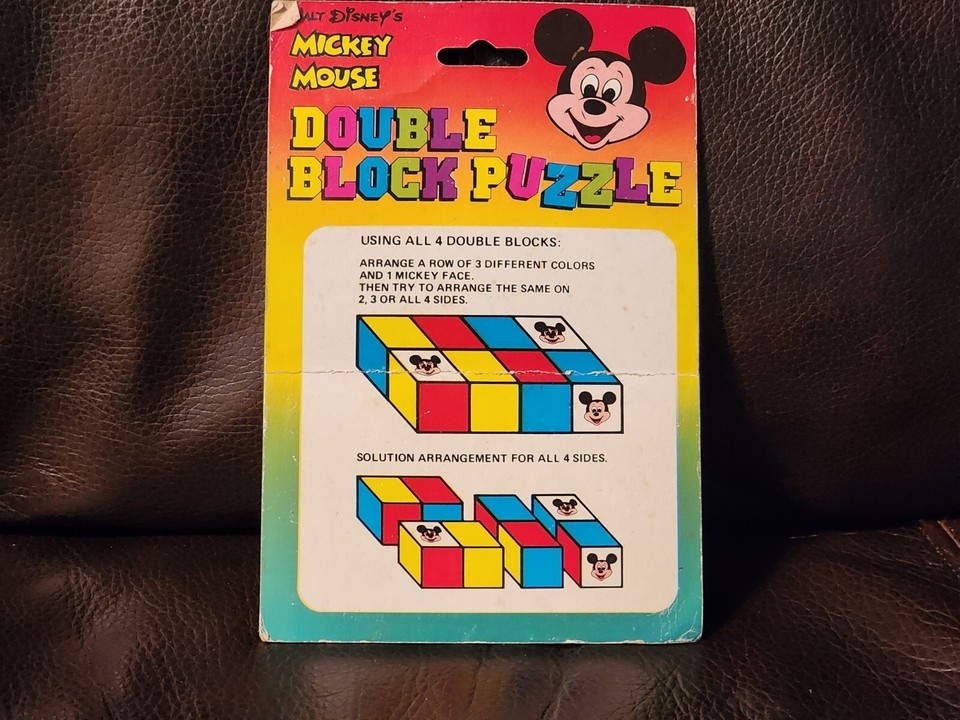 WALT DISNEY'S
MICKEY
MOUSE
DOUBLE
BLOCK PUZZLE
USING ALL 4 DOUBLE BLOCKS:
ARRANGE A ROW OF 3 DIFFERENT COLORS
AND 1 MICKEY FACE.
THEN TRY TO ARRANGE THE SAME ON
2, 3 OR ALL 4 SIDES.
SOLUTION ARRANGEMENT FOR ALL 4 SIDES.